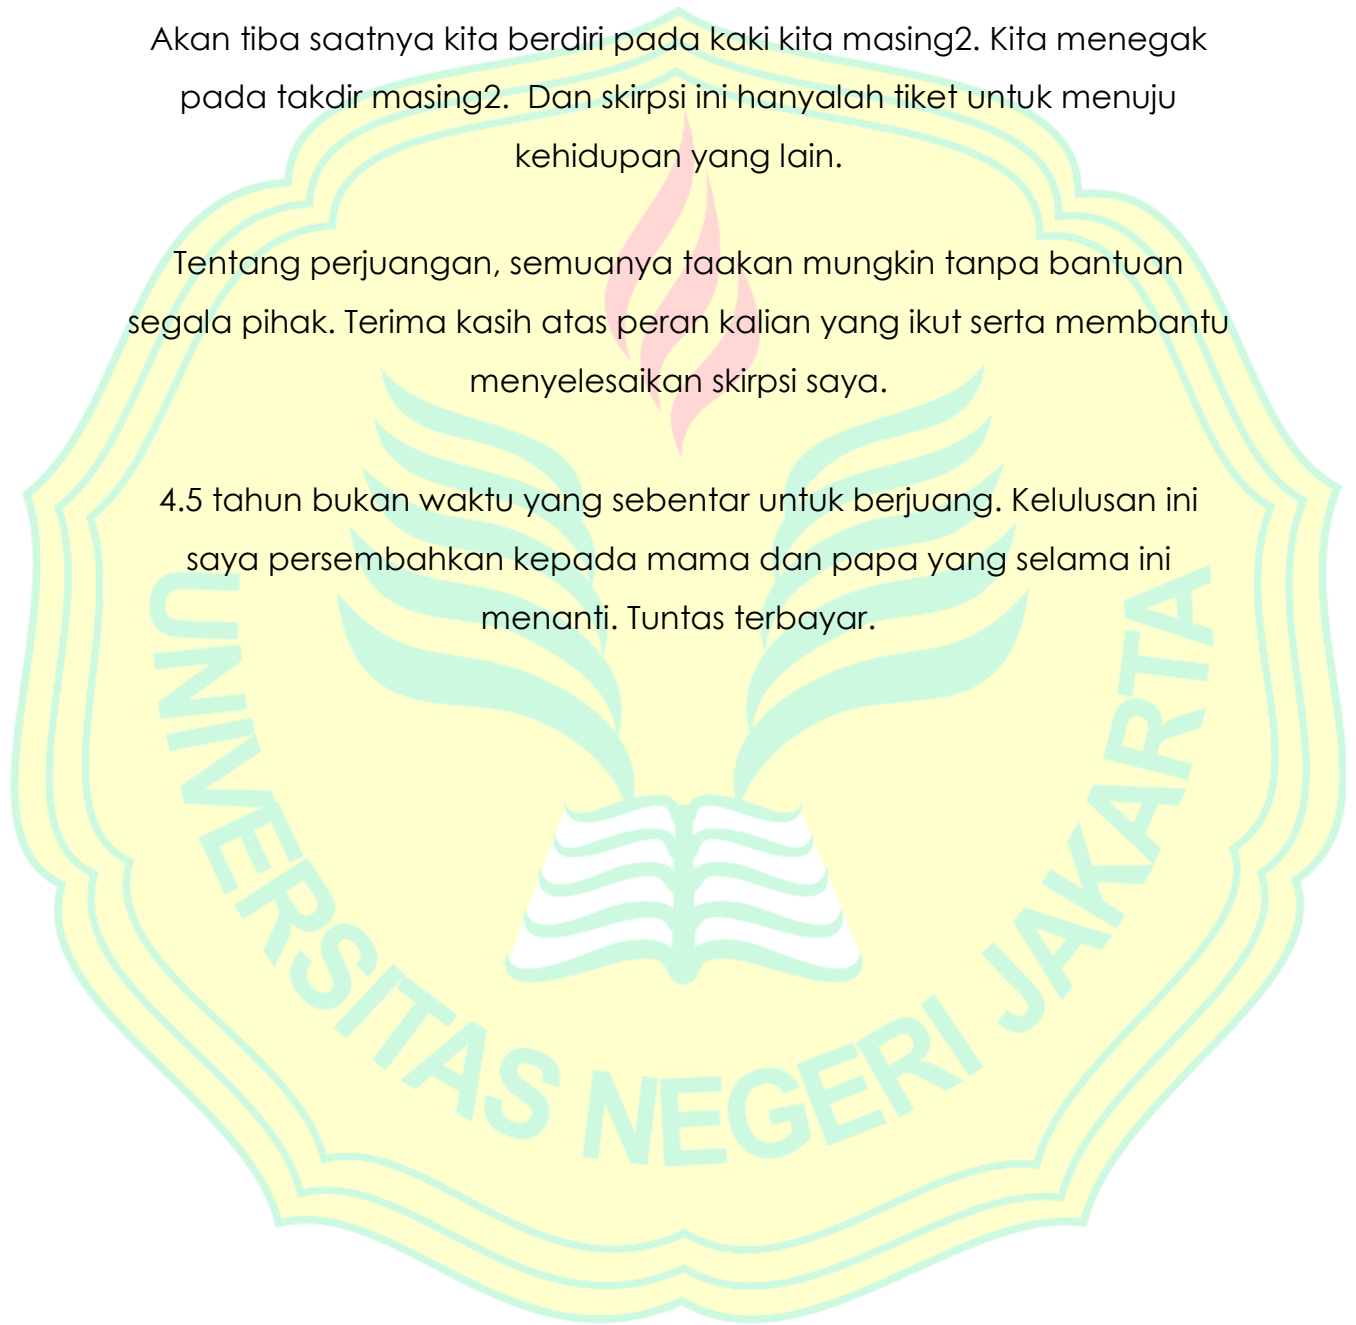 Akan tiba saatnya kita berdiri pada kaki kita masing2. Kita menegak
pada takdir masing2.  Dan skirpsi ini hanyalah tiket untuk menuju
kehidupan yang lain.
Tentang perjuangan, semuanya taakan mungkin tanpa bantuan
segala pihak. Terima kasih atas peran kalian yang ikut serta membantu
menyelesaikan skirpsi saya.
4.5 tahun bukan waktu yang sebentar untuk berjuang. Kelulusan ini
saya persembahkan kepada mama dan papa yang selama ini
menanti. Tuntas terbayar.
UNIVERSITAS NEGERI JAKARTA